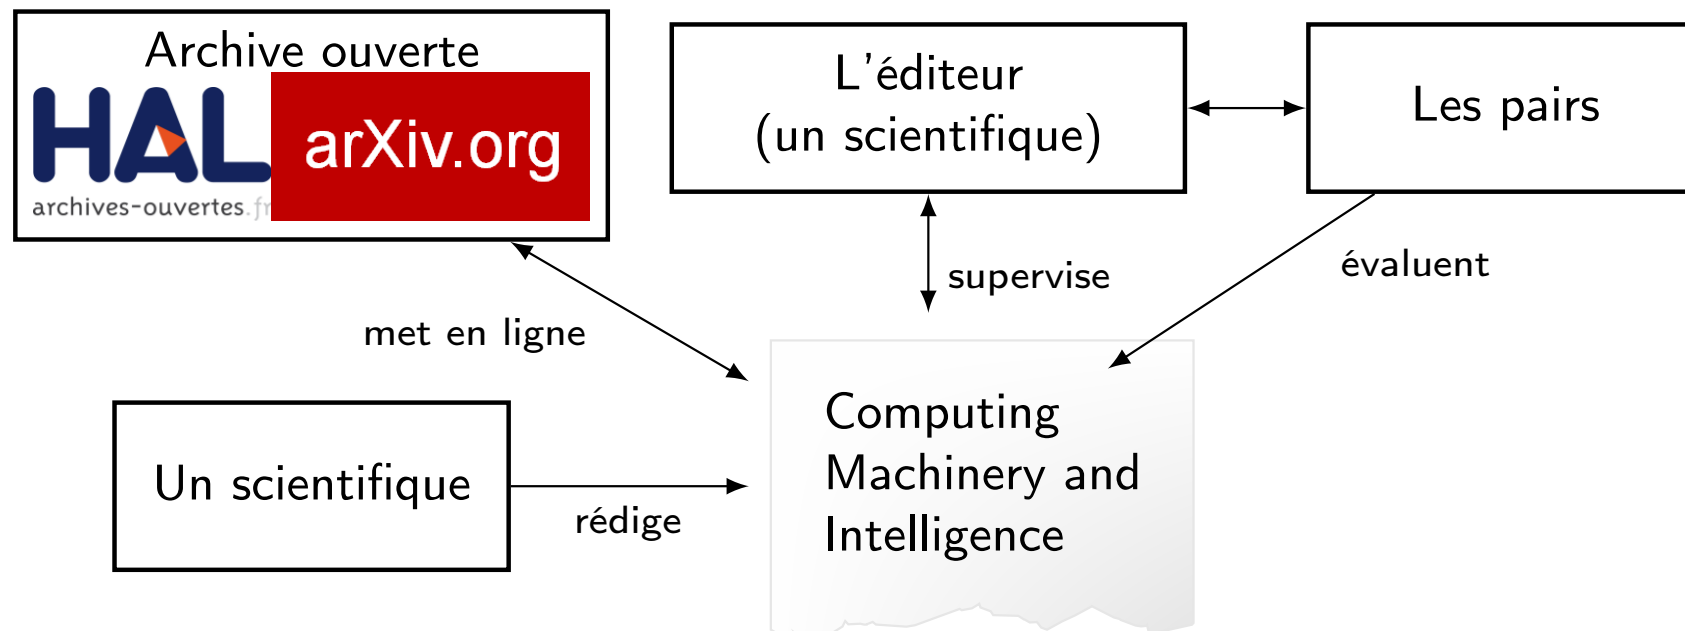 Archive ouverte
HAL
archives-ouvertes.fr
arXiv.org
L'éditeur
(un scientifique)
Les pairs
supervise
évaluent
met en ligne
Un scientifique
rédige
Computing
Machinery and
Intelligence